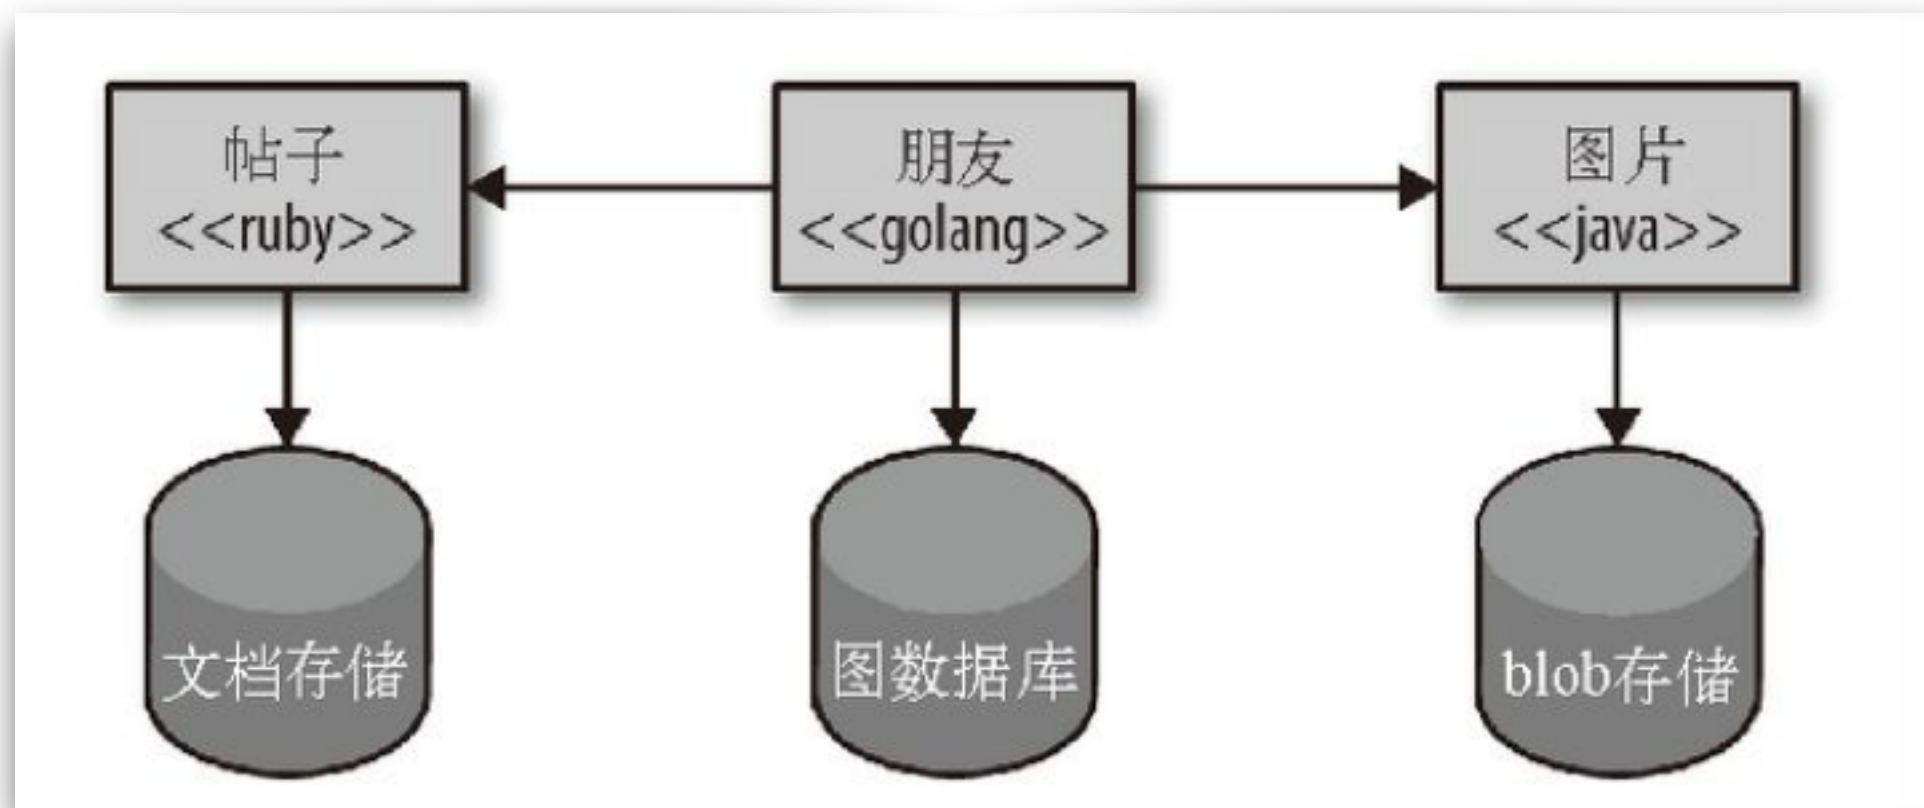 帖子
<<ruby>>
朋友
<<golang>>
图片
<<java>>
文档存储
图数据库
blob存储